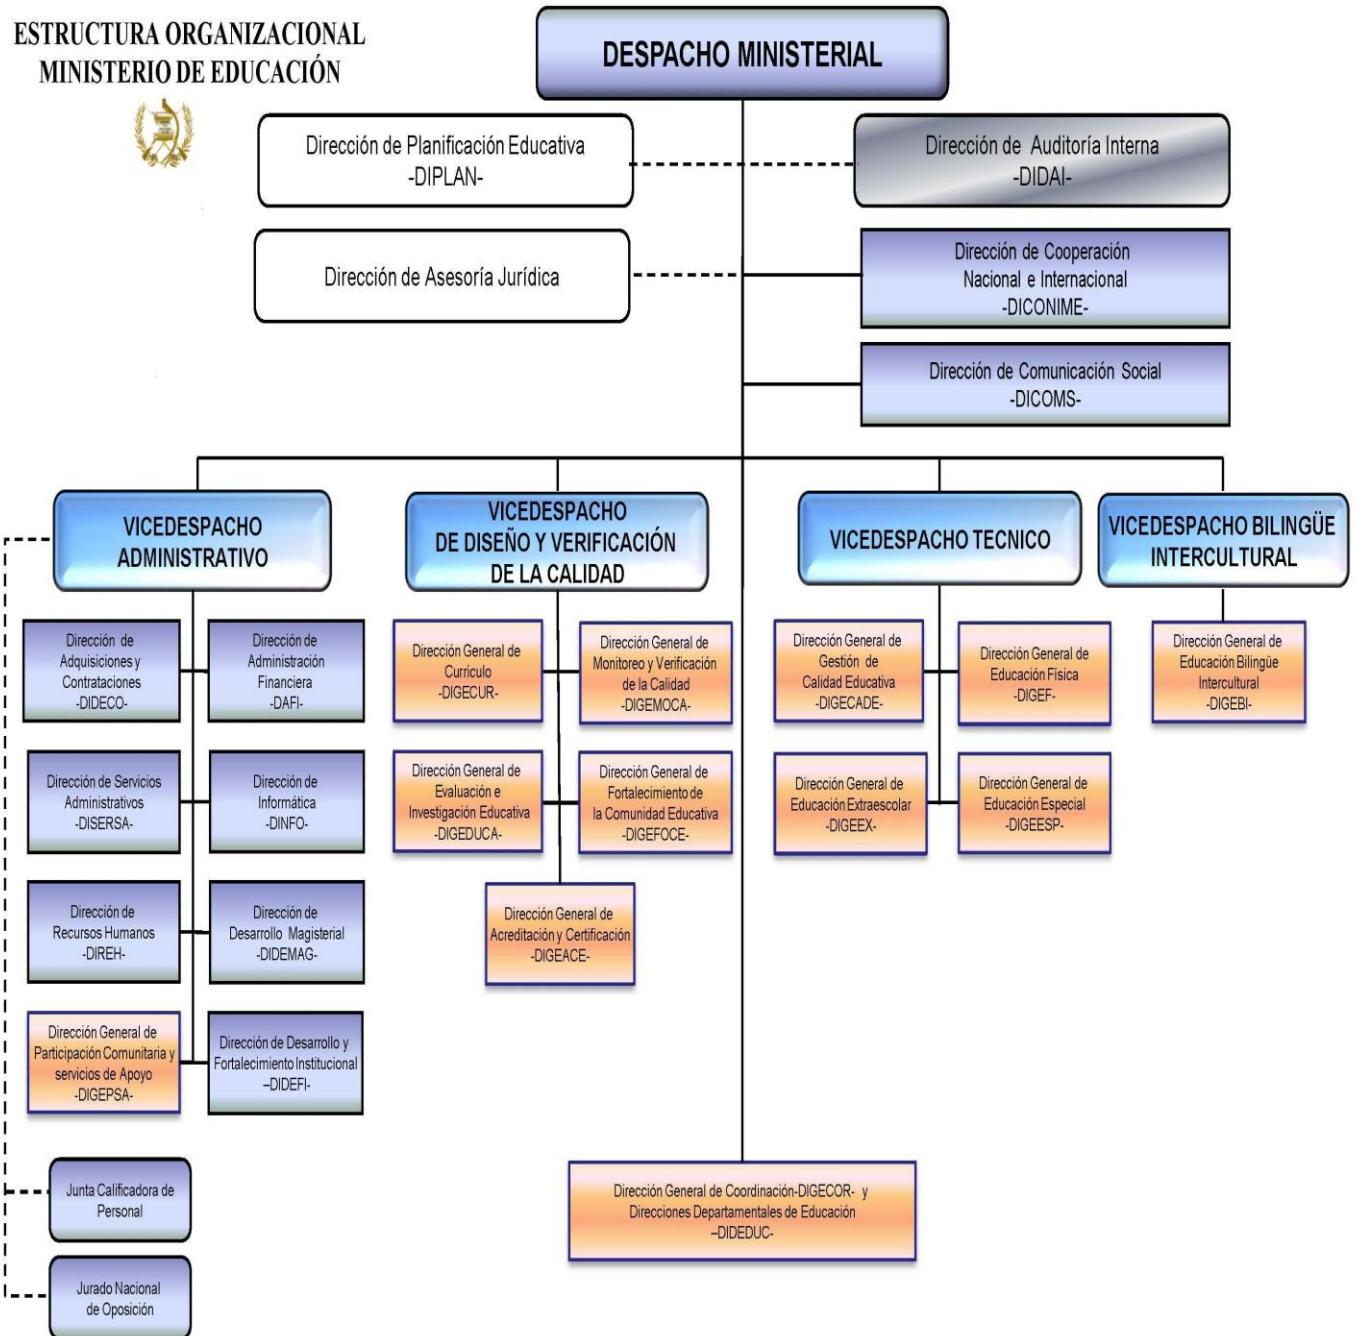 ESTRUCTURA ORGANIZACIONAL
MINISTERIO DE EDUCACIÓN
DESPACHO MINISTERIAL
Dirección de Planificación Educativa
-DIPLAN-
Dirección de Auditoría Interna
-DIDAI-
Dirección de Asesoría Jurídica
Dirección de Cooperación
Nacional e Internacional
-DICONIME-
Dirección de Comunicación Social
-DICOMS-
VICEDESPACHO
ADMINISTRATIVO
VICEDESPACHO
DE DISEÑO Y VERIFICACIÓN
DE LA CALIDAD
VICEDESPACHO TECNICO
VICEDESPACHO BILINGÜE
INTERCULTURAL
Dirección de
Adquisiciones y
Contrataciones
-DIDECO-
Dirección de
Administración
Financiera
-DAFI-
Dirección General de
Currículo
-DIGECUR-
Dirección General de
Monitoreo y Verificación
de la Calidad
-DIGEMOCA-
Dirección General de
Gestión de
Calidad Educativa
-DIGECADE-
Dirección General de
Educación Física
-DIGEF-
Dirección General de
Educación Bilingüe
Intercultural
-DIGEBI-
Dirección de Servicios
Administrativos
-DISERSA-
Dirección de
Informática
-DINFO-
Dirección General de
Evaluación e
Investigación Educativa
-DIGEDUCA-
Dirección General de
Fortalecimiento de
la Comunidad Educativa
-DIGEFOCE-
Dirección General de
Educación Extraescolar
-DIGEEX-
Dirección General de
Educación Especial
-DIGEESP-
Dirección de
Recursos Humanos
-DIREH-
Dirección de
Desarrollo Magisterial
-DIDEMAG-
Dirección General de
Acreditación y Certificación
-DIGEACE-
Dirección General de
Participación Comunitaria y
servicios de Apoyo
-DIGEPSA-
Dirección de Desarrollo y
Fortalecimiento Institucional
–DIDEFI-
Junta Calificadora de
Personal
Dirección General de Coordinación-DIGECOR- y
Direcciones Departamentales de Educación
–DIDEDUC-
Jurado Nacional
de Oposición